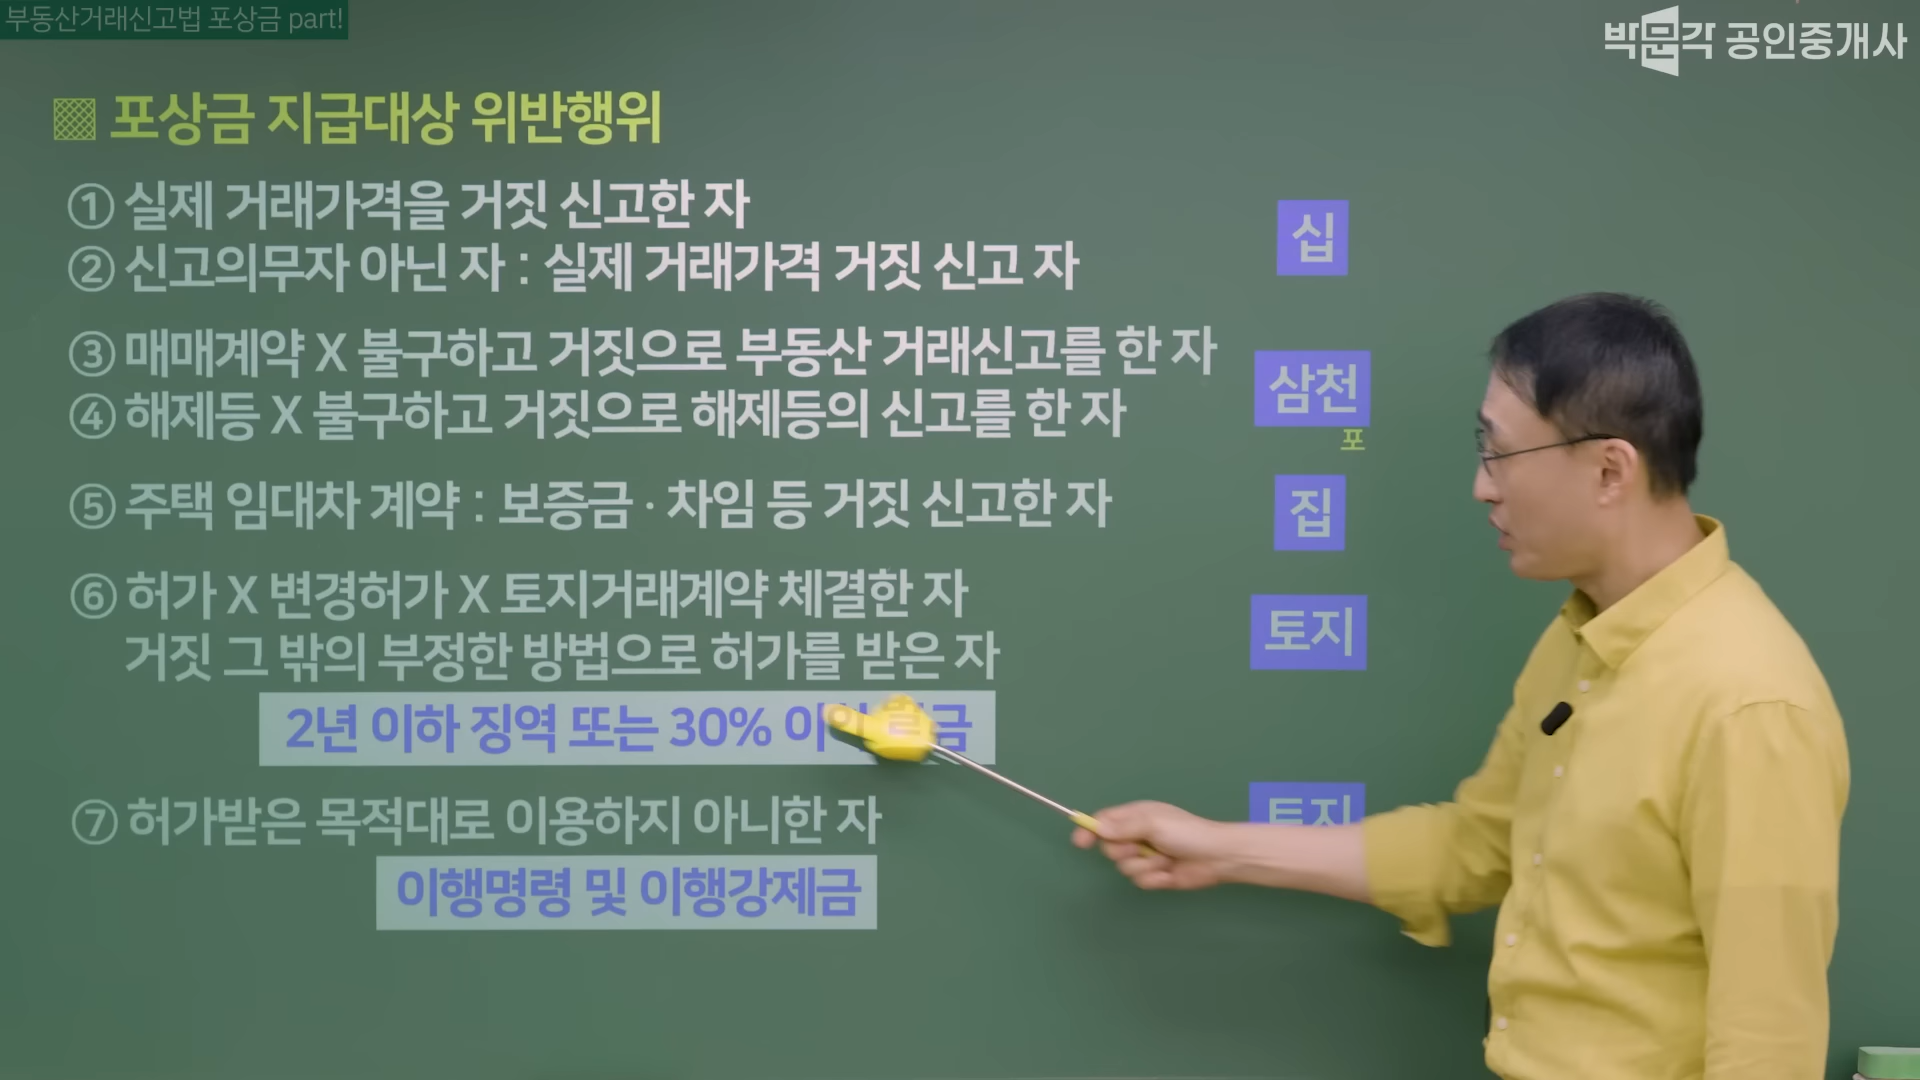 부동산거래신고법 포상금 part!
박문각 공인중개사
▩ 포상금 지급대상 위반행위
① 실제 거래가격을 거짓 신고한 자
② 신고의무자 아닌 자 : 실제 거래가격 거짓 신고 자
십
③ 매매계약 X 불구하고 거짓으로 부동산 거래신고를 한 자
④ 해제등 X 불구하고 거짓으로 해제등의 신고를 한 자
삼천
포
⑤ 주택 임대차 계약 : 보증금 · 차임 등 거짓 신고한 자
집
⑥ 허가 X 변경허가 X 토지거래계약 체결한 자
거짓 그 밖의 부정한 방법으로 허가를 받은 자
토지
2년 이하 징역 또는 30%
⑦ 허가받은 목적대로 이용하지 아니한 자
토지
이행명령 및 이행강제금